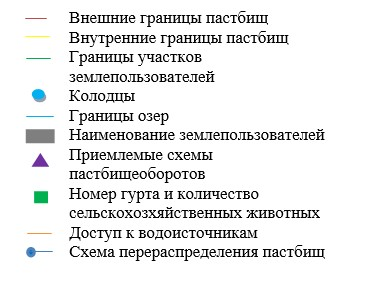 Внешние границы пастбищ
Внутренние границы пастбищ
Границы участков
землепользователей
Колодцы
Границы озер
Наименование землепользователей
Приемлемые схемы
пастбищеоборотов
Номер гурта и количество
сельскохозхяйственных животных
Доступ к водоисточникам
Схема перераспределения пастбищ